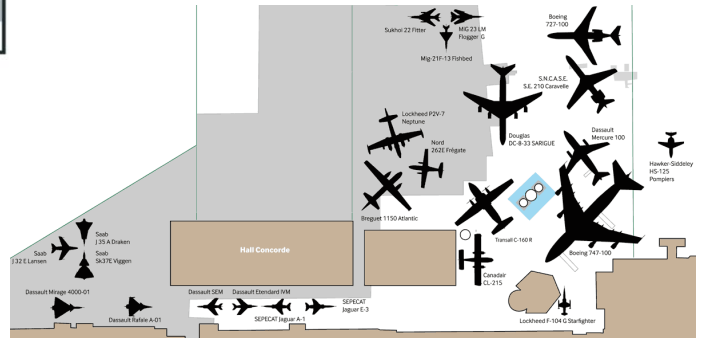 Sukhoi 22 Fitter
MIG 23 LM
Flogger G
Mig-21F-13 Fishbed
Boeing
727-100
S.N.C.A.S.E.
S.E. 210 Caravelle
Lockheed P2V-7
Neptune
Nord
262E Frégate
Douglas
DC-8-33 SARIGUE
Dassault
Mercure 100
Hawker-Siddeley
HS-125
Pompiers
Breguet 1150 Atlantic
Transall C-160 R
Saab
J 35 A Draken
Saab
J 32 E Lansen
Saab
Sk37E Viggen
Hall Concorde
Boeing 747-100
Canadair
CL-215
Dassault Mirage 4000-01
Dassault Rafale A-01
Dassault SEM
Dassault Etendard IVM
SEPECAT Jaguar A-1
SEPECAT
Jaguar E-3
Lockheed F-104 G Starfighter